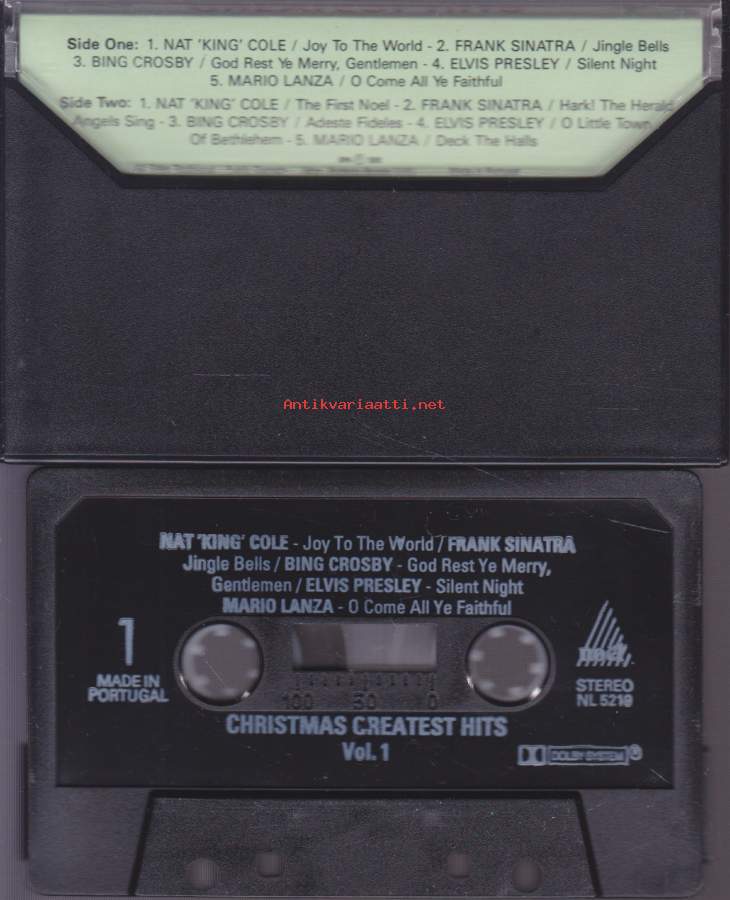 Side One: 1. NAT 'KING' COLE / Joy To The World - 2. FRANK SINATRA / Jingle Bells
3. BING CROSBY / God Rest Ye Merry, Gentlemen - 4. ELVIS PRESLEY / Silent Night
5. MARIO LANZA / O Come All Ye Faithful
Side Two: 1. NAT 'KING' COLE / The First Noel - 2. FRANK SINATRA / Hark! The Herald
Angels Sing - 3. BING CROSBY / Adeste Fideles - 4. ELVIS PRESLEY / O Little Town
Of Bethlehem - 5. MARIO LANZA / Deck The Halls
Antikvariaatti.net
NAT 'KING' COLE - Joy To The World / FRANK SINATRA
Jingle Bells / BING CROSBY - God Rest Ye Merry,
Gentlemen / ELVIS PRESLEY - Silent Night
MARIO LANZA - O Come All Ye Faithful
1
MADE IN
PORTUGAL
100 50 0
STEREO
NL 5219
CHRISTMAS GREATEST HITS
Vol. 1
DOLBY SYSTEM ®